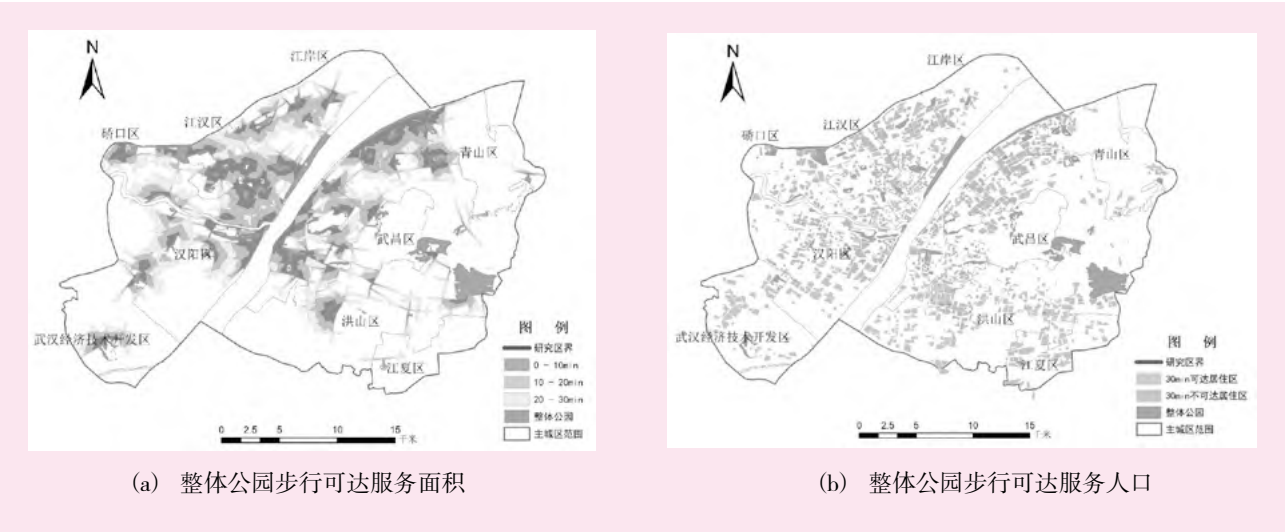 N
江岸区
江汉区
硚口区
青山区
武昌区
汉阳区
洪山区
武汉经济技术开发区
江夏区
图 例
研究区界
0 - 10min
10 - 20min
20 - 30min
整体公园
主城区范围
0 2.5 5 10 15
千米
(a) 整体公园步行可达服务面积
N
江岸区
江汉区
硚口区
青山区
武昌区
汉阳区
洪山区
武汉经济技术开发区
江夏区
图 例
研究区界
30min可达居住区
30min不可达居住区
整体公园
主城区范围
0 2.5 5 10 15
千米
(b) 整体公园步行可达服务人口